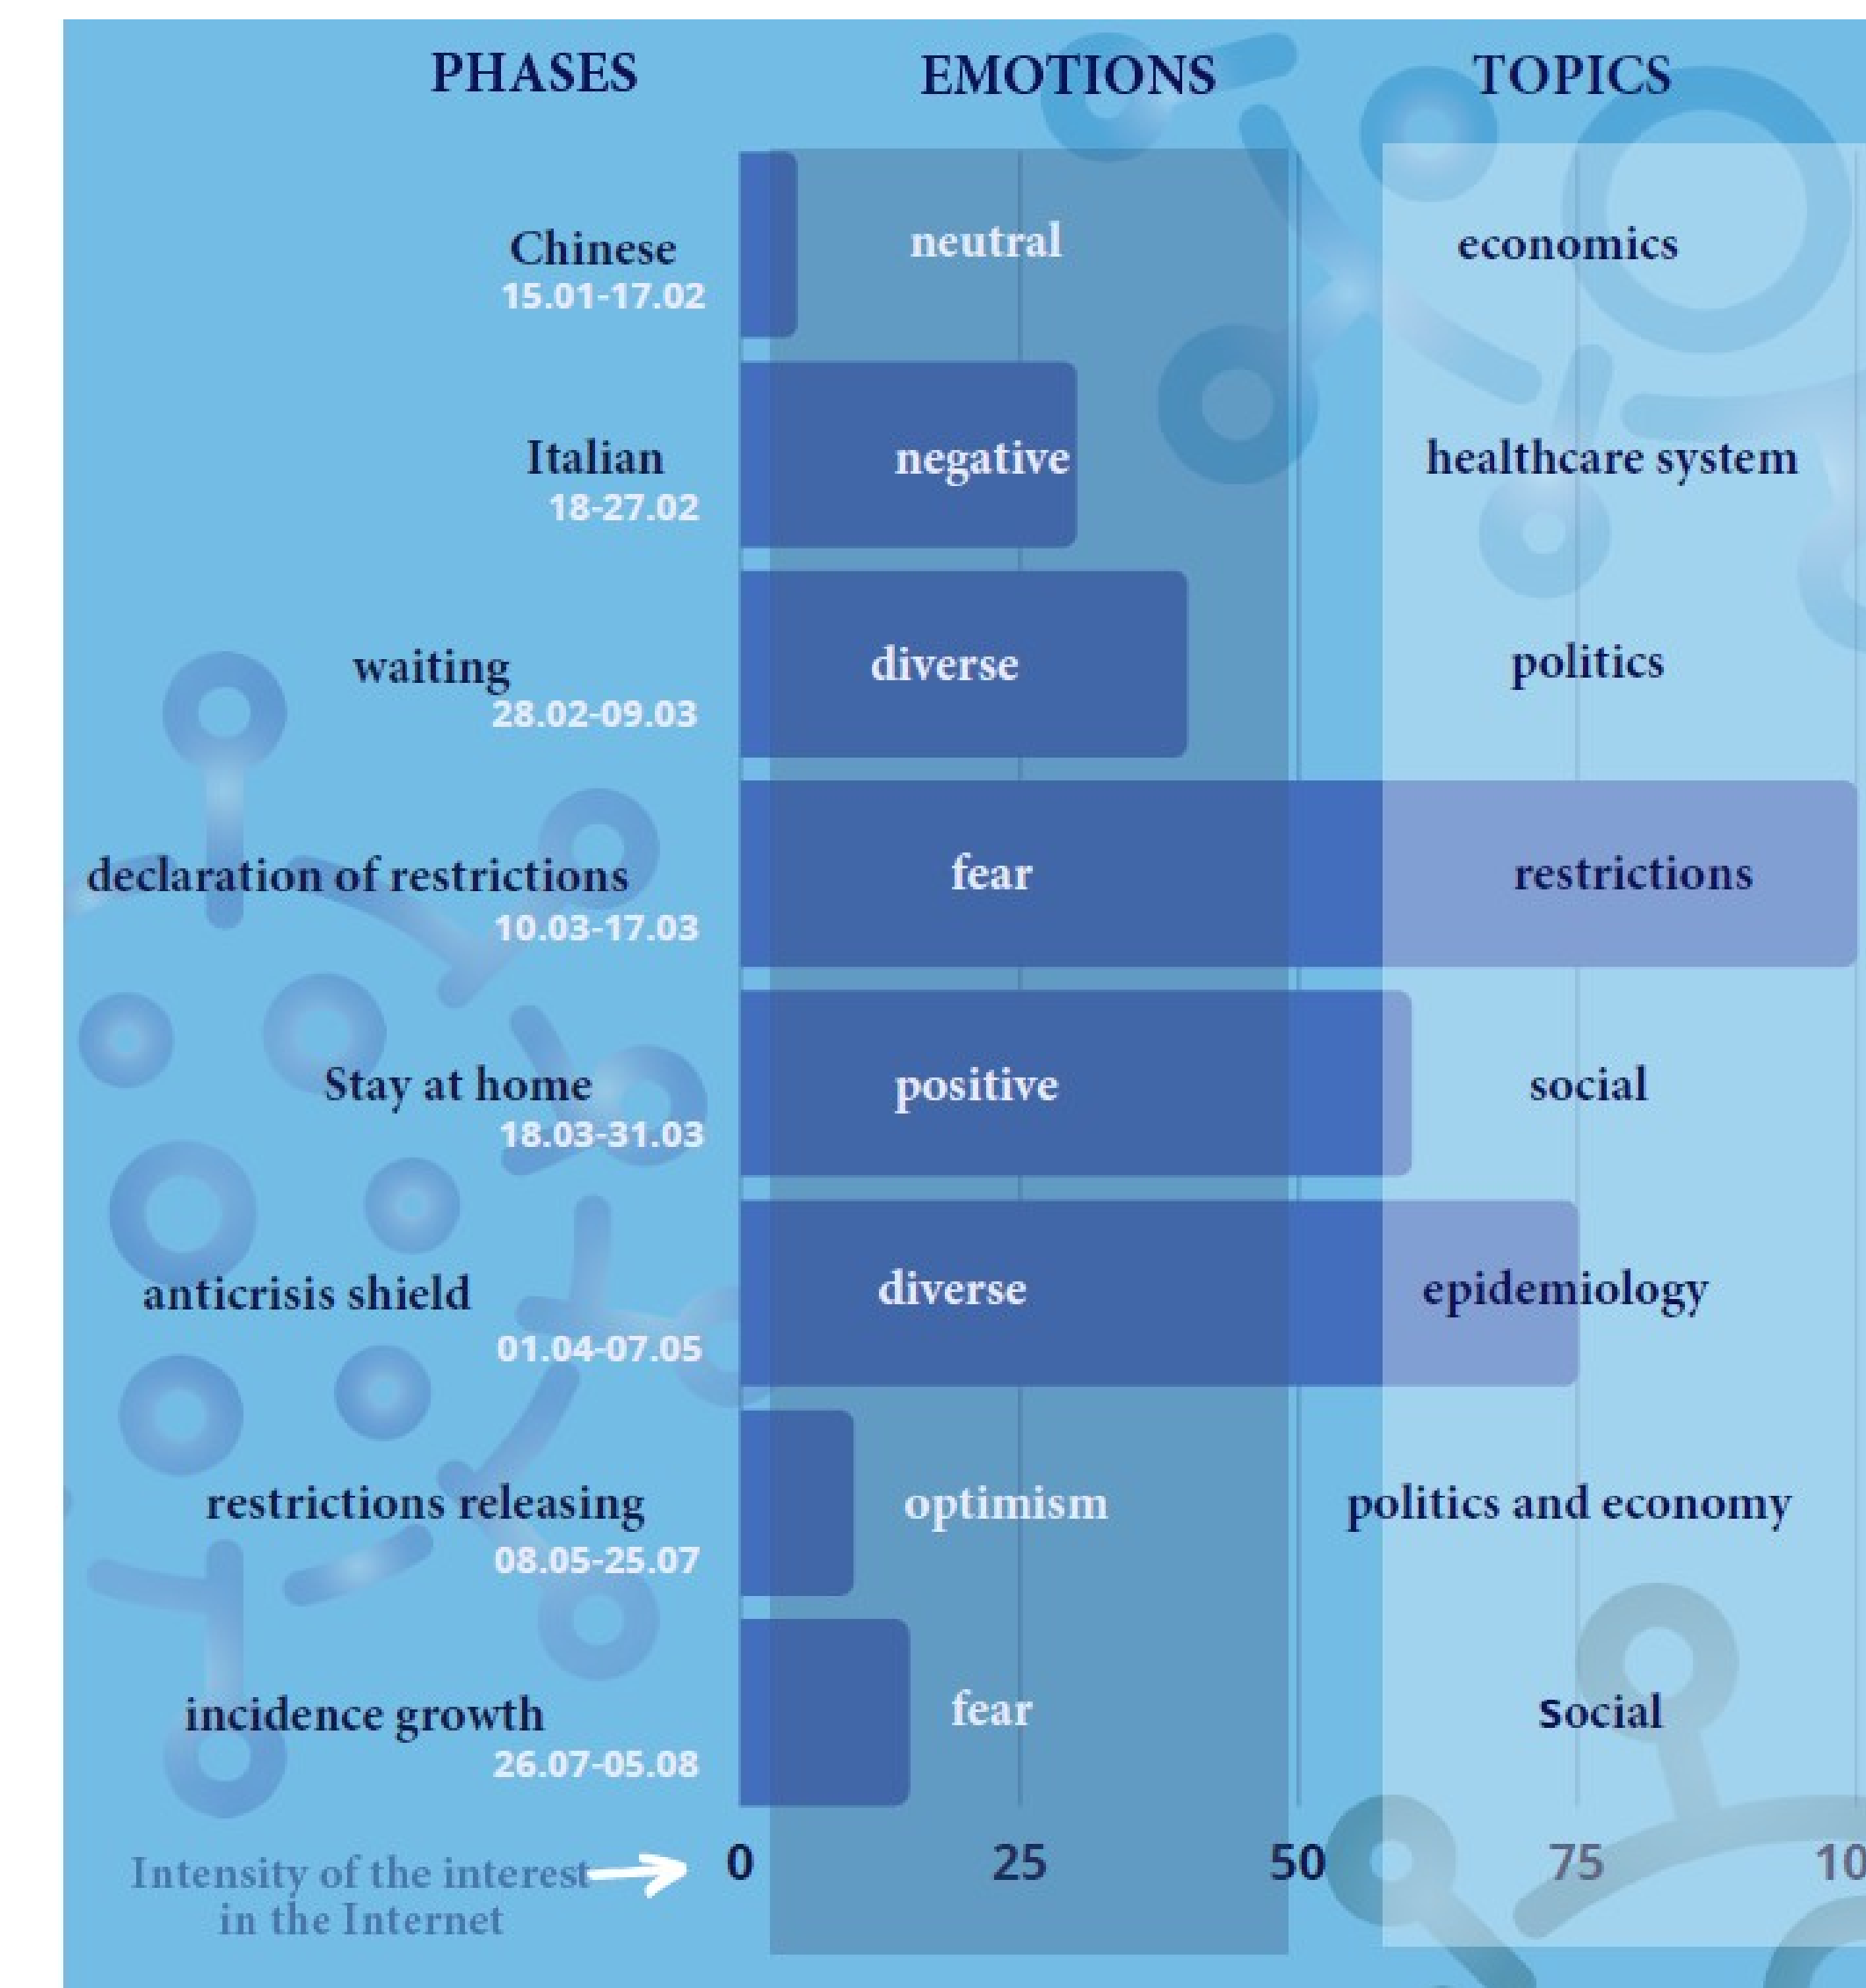 PHASES EMOTIONS TOPICS
Chinese neutral economics
15.01-17.02
Italian negative healthcare system
18-27.02
waiting diverse politics
28.02-09.03
declaration of restrictions fear restrictions
10.03-17.03
Stay at home positive social
18.03-31.03
anticrisis shield diverse epidemiology
01.04-07.05
restrictions releasing optimism politics and economy
08.05-25.07
incidence growth fear Social
26.07-05.08
Intensity of the interest 0 25 50 75 10
in the Internet